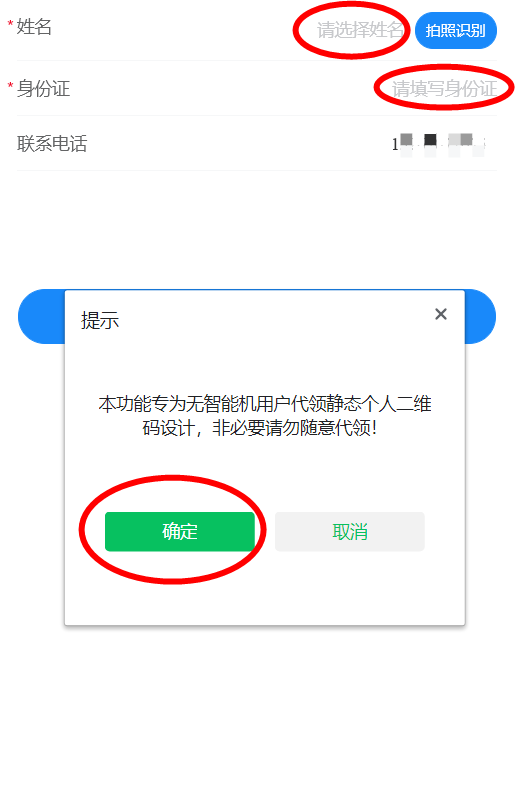 *姓名
请选择姓名
拍照识别
*身份证
请填写身份证
联系电话
1
提示
×
本功能专为无智能机用户代领静态个人二维
码设计，非必要请勿随意代领！
确定
取消